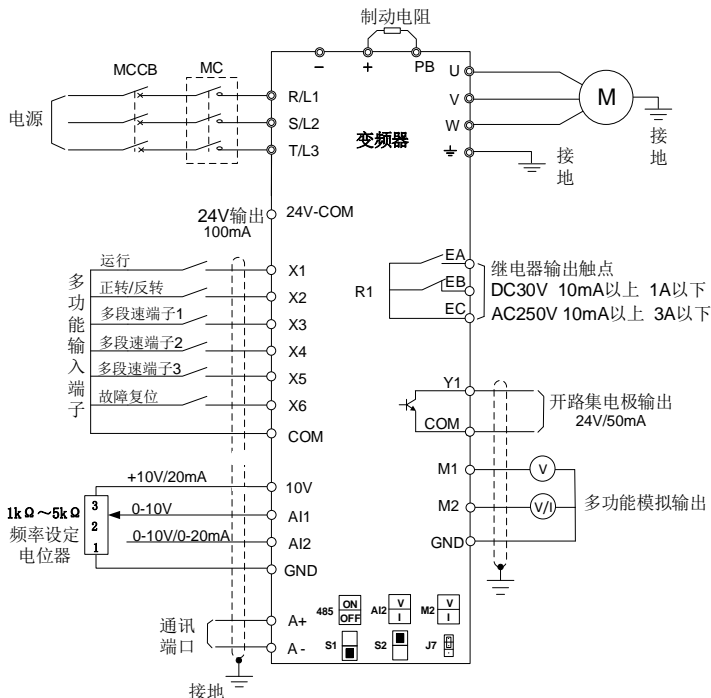 制动电阻
－ ＋ PB
MCCB MC
电源
R/L1
S/L2
T/L3
变频器
U
V
W
M
接地
接地
24V输出
100mA
24V-COM
多功能输入端子
运行 X1
正转/反转 X2
多段速端子1 X3
多段速端子2 X4
多段速端子3 X5
故障复位 X6
COM
R1
EA
EB
EC
继电器输出触点
DC30V 10mA以上 1A以下
AC250V 10mA以上 3A以下
Y1
COM
开路集电极输出
24V/50mA
+10V/20mA 10V
1kΩ～5kΩ
频率设定
电位器
3
2
1
0-10V AI1
0-10V/0-20mA AI2
GND
M1 V
M2 V/I
GND
多功能模拟输出
通讯
端口
A+
A-
接地
485 ON OFF
AI2 V I
M2 V I
S1 S2 J7